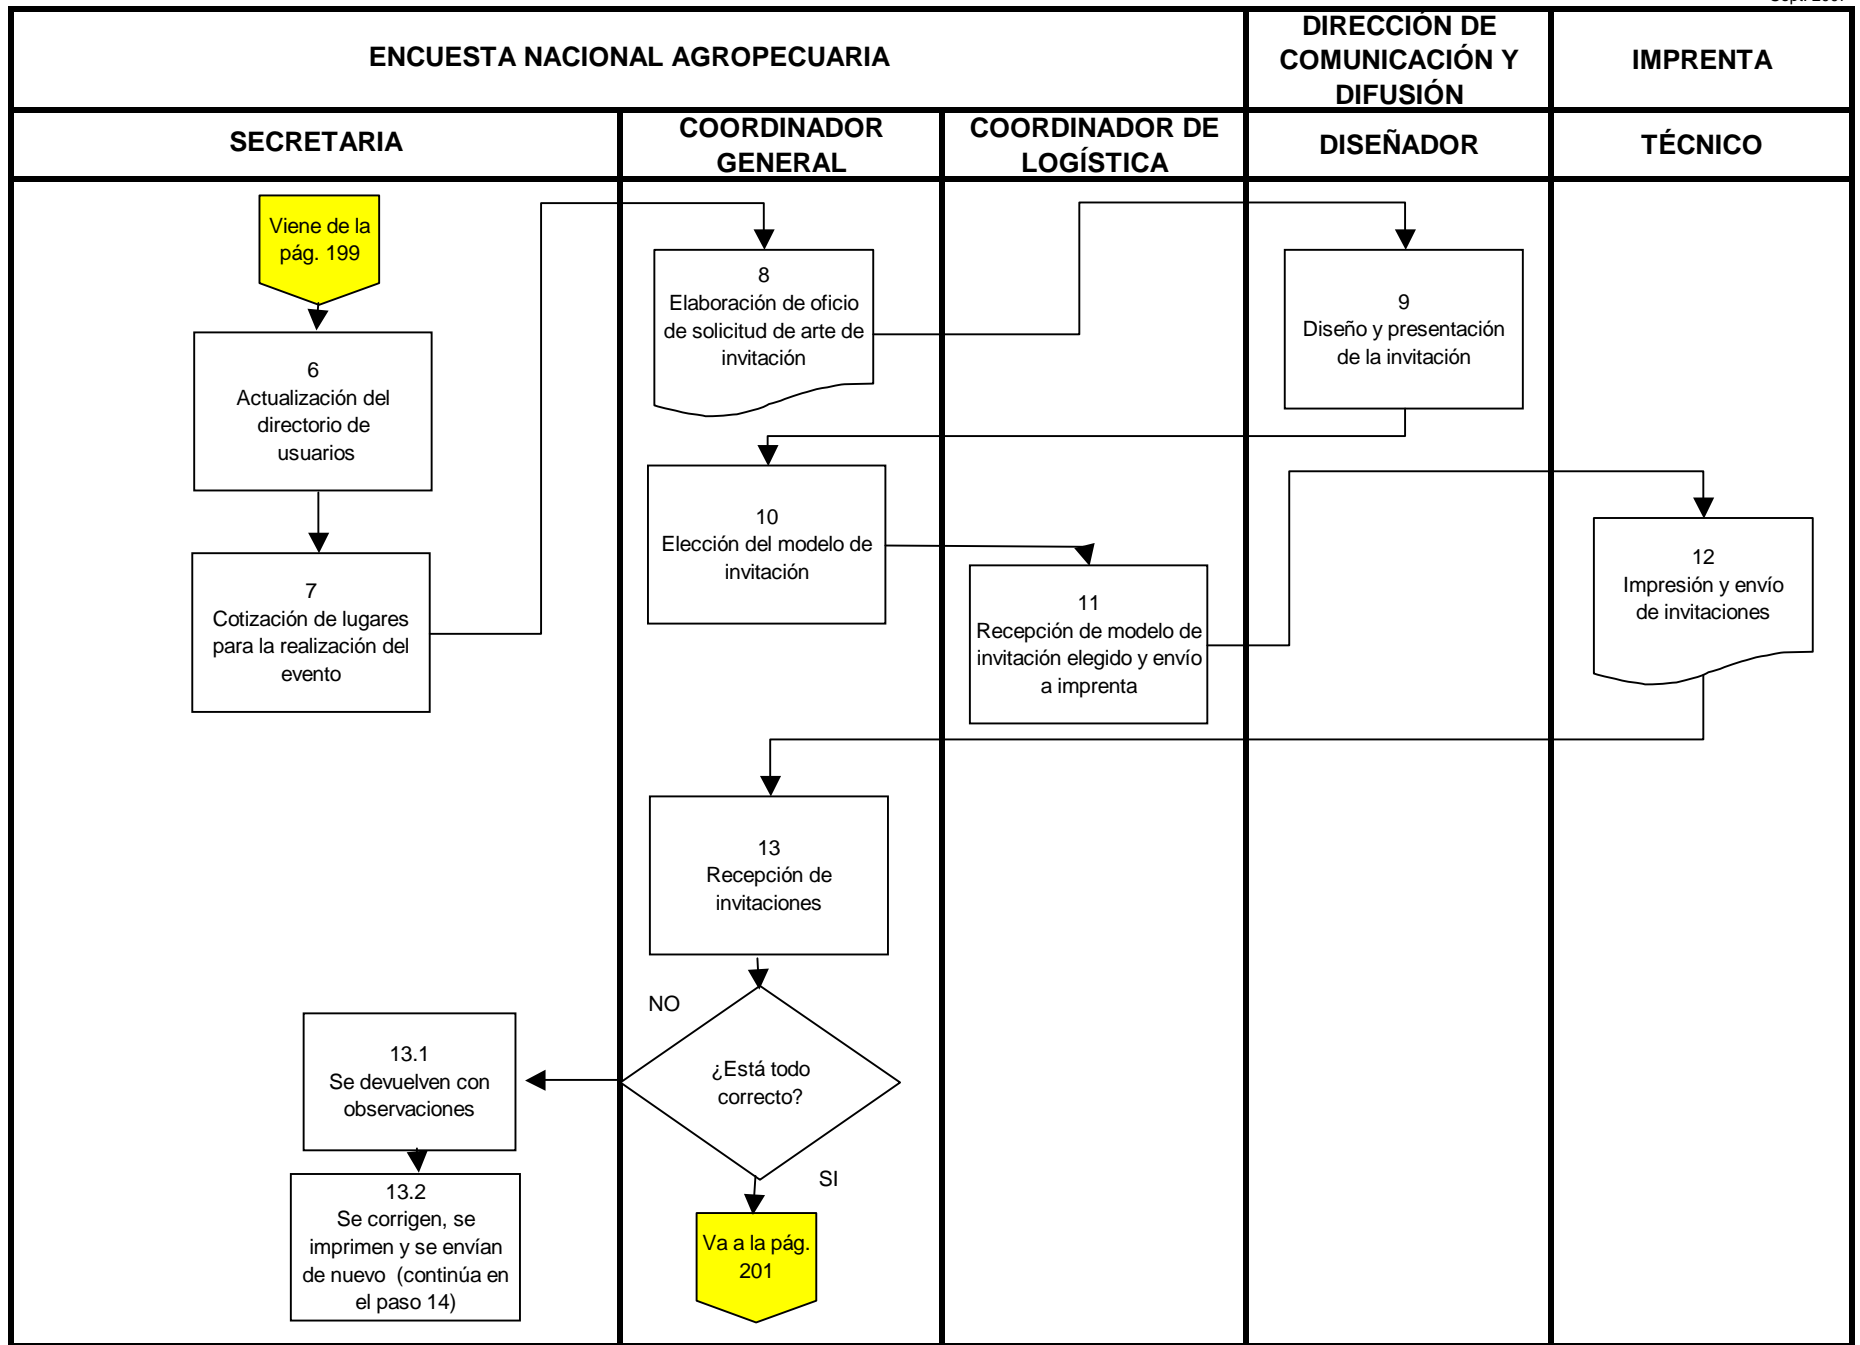 ENCUESTA NACIONAL AGROPECUARIA
DIRECCIÓN DE
COMUNICACIÓN Y
DIFUSIÓN
IMPRENTA
SECRETARIA
COORDINADOR
GENERAL
COORDINADOR DE
LOGÍSTICA
DISEÑADOR
TÉCNICO
Viene de la
pág. 199
6
Actualización del
directorio de
usuarios
7
Cotización de lugares
para la realización del
evento
8
Elaboración de oficio
de solicitud de arte de
invitación
9
Diseño y presentación
de la invitación
10
Elección del modelo de
invitación
11
Recepción de modelo de
invitación elegido y envío
a imprenta
12
Impresión y envío
de invitaciones
13
Recepción de
invitaciones
¿Está todo
correcto?
NO
13.1
Se devuelven con
observaciones
13.2
Se corrigen, se
imprimen y se envían
de nuevo (continúa en
el paso 14)
SI
Va a la pág.
201